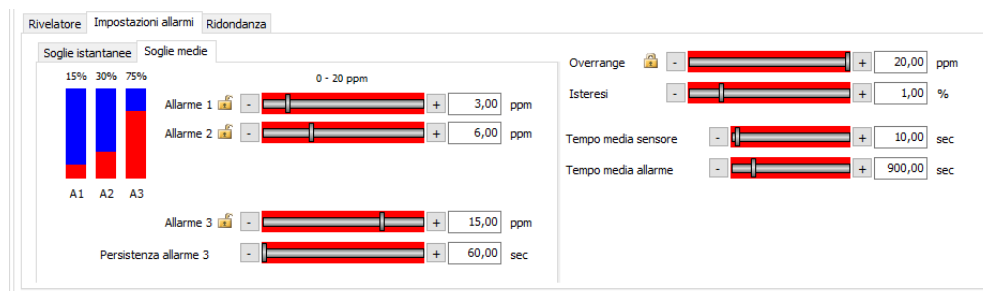 Rivelatore Impostazioni allarmi Ridondanza
Soglie istantanee Soglie medie
15% 30% 75%
0 - 20 ppm
Allarme 1 - + 3,00 ppm
Allarme 2 - + 6,00 ppm
A1 A2 A3
Allarme 3 - + 15,00 ppm
Persistenza allarme 3 - + 60,00 sec
Overrange - + 20,00 ppm
Isteresi - + 1,00 %
Tempo media sensore - + 10,00 sec
Tempo media allarme - + 900,00 sec